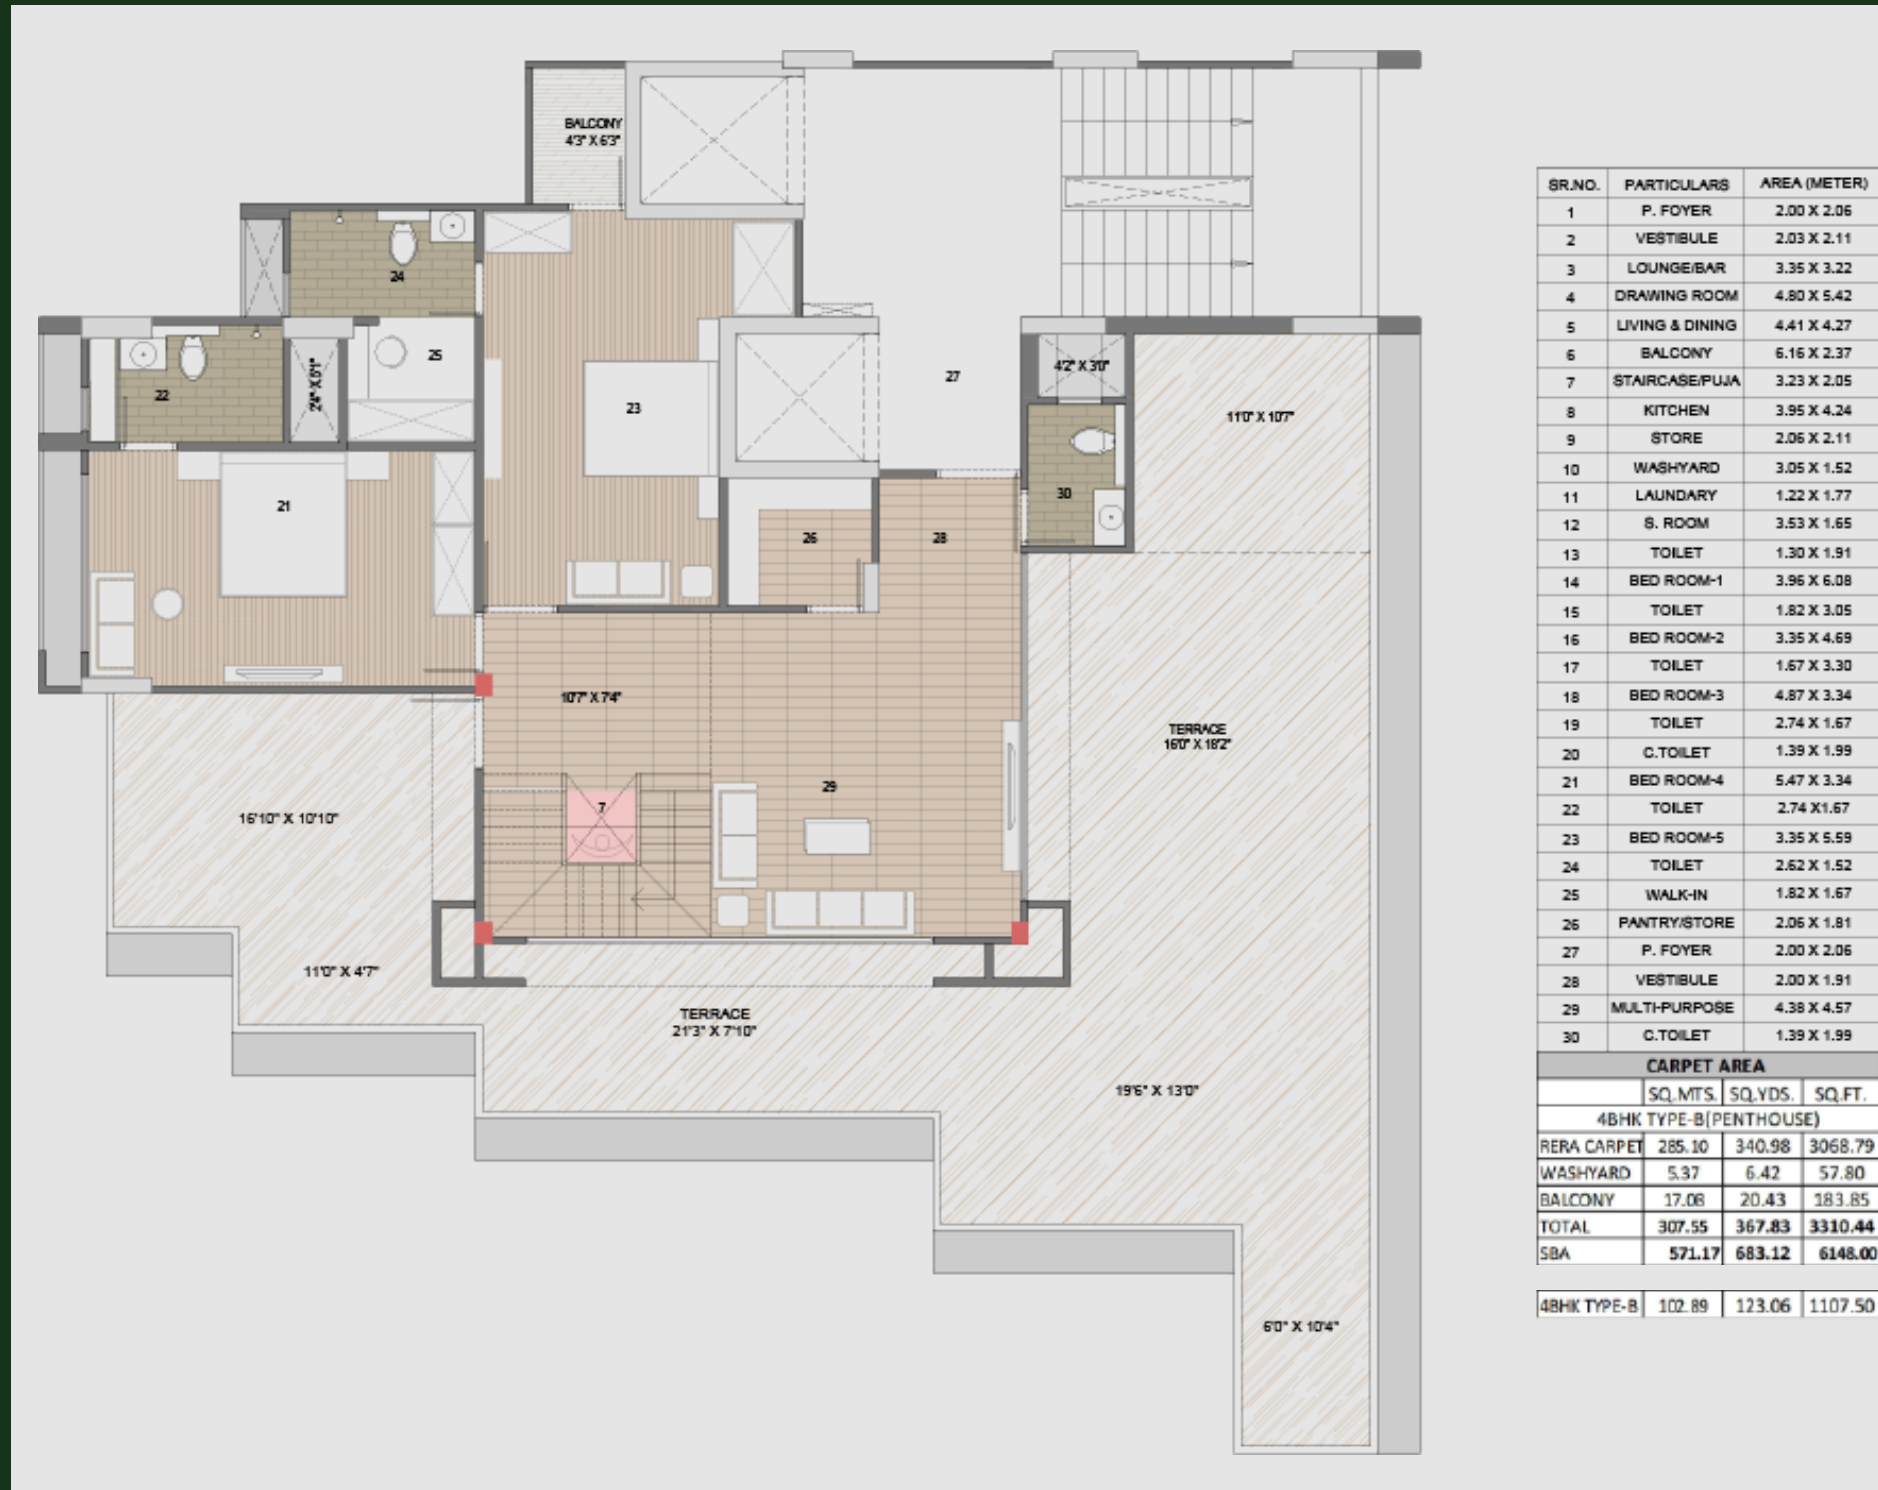 BALCONY
4'3" X 6'3"
24
25
22
2'4" X 5'1"
23
27
4'2" X 3'0"
11'0" X 10'7"
21
30
26
28
10'7" X 7'4"
TERRACE
16'0" X 18'2"
29
7
16'10" X 10'10"
11'0" X 4'7"
TERRACE
21'3" X 7'10"
19'6" X 13'0"
6'0" X 10'4"
SR.NO. PARTICULARS AREA (METER)
1 P. FOYER 2.00 X 2.06
2 VESTIBULE 2.03 X 2.11
3 LOUNGE/BAR 3.35 X 3.22
4 DRAWING ROOM 4.80 X 5.42
5 LIVING & DINING 4.41 X 4.27
6 BALCONY 6.16 X 2.37
7 STAIRCASE/PUJA 3.23 X 2.05
8 KITCHEN 3.95 X 4.24
9 STORE 2.06 X 2.11
10 WASHYARD 3.05 X 1.52
11 LAUNDARY 1.22 X 1.77
12 S. ROOM 3.53 X 1.65
13 TOILET 1.30 X 1.91
14 BED ROOM-1 3.96 X 6.08
15 TOILET 1.82 X 3.05
16 BED ROOM-2 3.35 X 4.69
17 TOILET 1.67 X 3.30
18 BED ROOM-3 4.87 X 3.34
19 TOILET 2.74 X 1.67
20 C.TOILET 1.39 X 1.99
21 BED ROOM-4 5.47 X 3.34
22 TOILET 2.74 X1.67
23 BED ROOM-5 3.35 X 5.59
24 TOILET 2.62 X 1.52
25 WALK-IN 1.82 X 1.67
26 PANTRY/STORE 2.06 X 1.81
27 P. FOYER 2.00 X 2.06
28 VESTIBULE 2.00 X 1.91
29 MULTI-PURPOSE 4.38 X 4.57
30 C.TOILET 1.39 X 1.99
CARPET AREA
SQ.MTS. SQ.YDS. SQ.FT.
4BHK TYPE-B(PENTHOUSE)
RERA CARPET 285.10 340.98 3068.79
WASHYARD 5.37 6.42 57.80
BALCONY 17.08 20.43 183.85
TOTAL 307.55 367.83 3310.44
SBA 571.17 683.12 6148.00
4BHK TYPE-B 102.89 123.06 1107.50